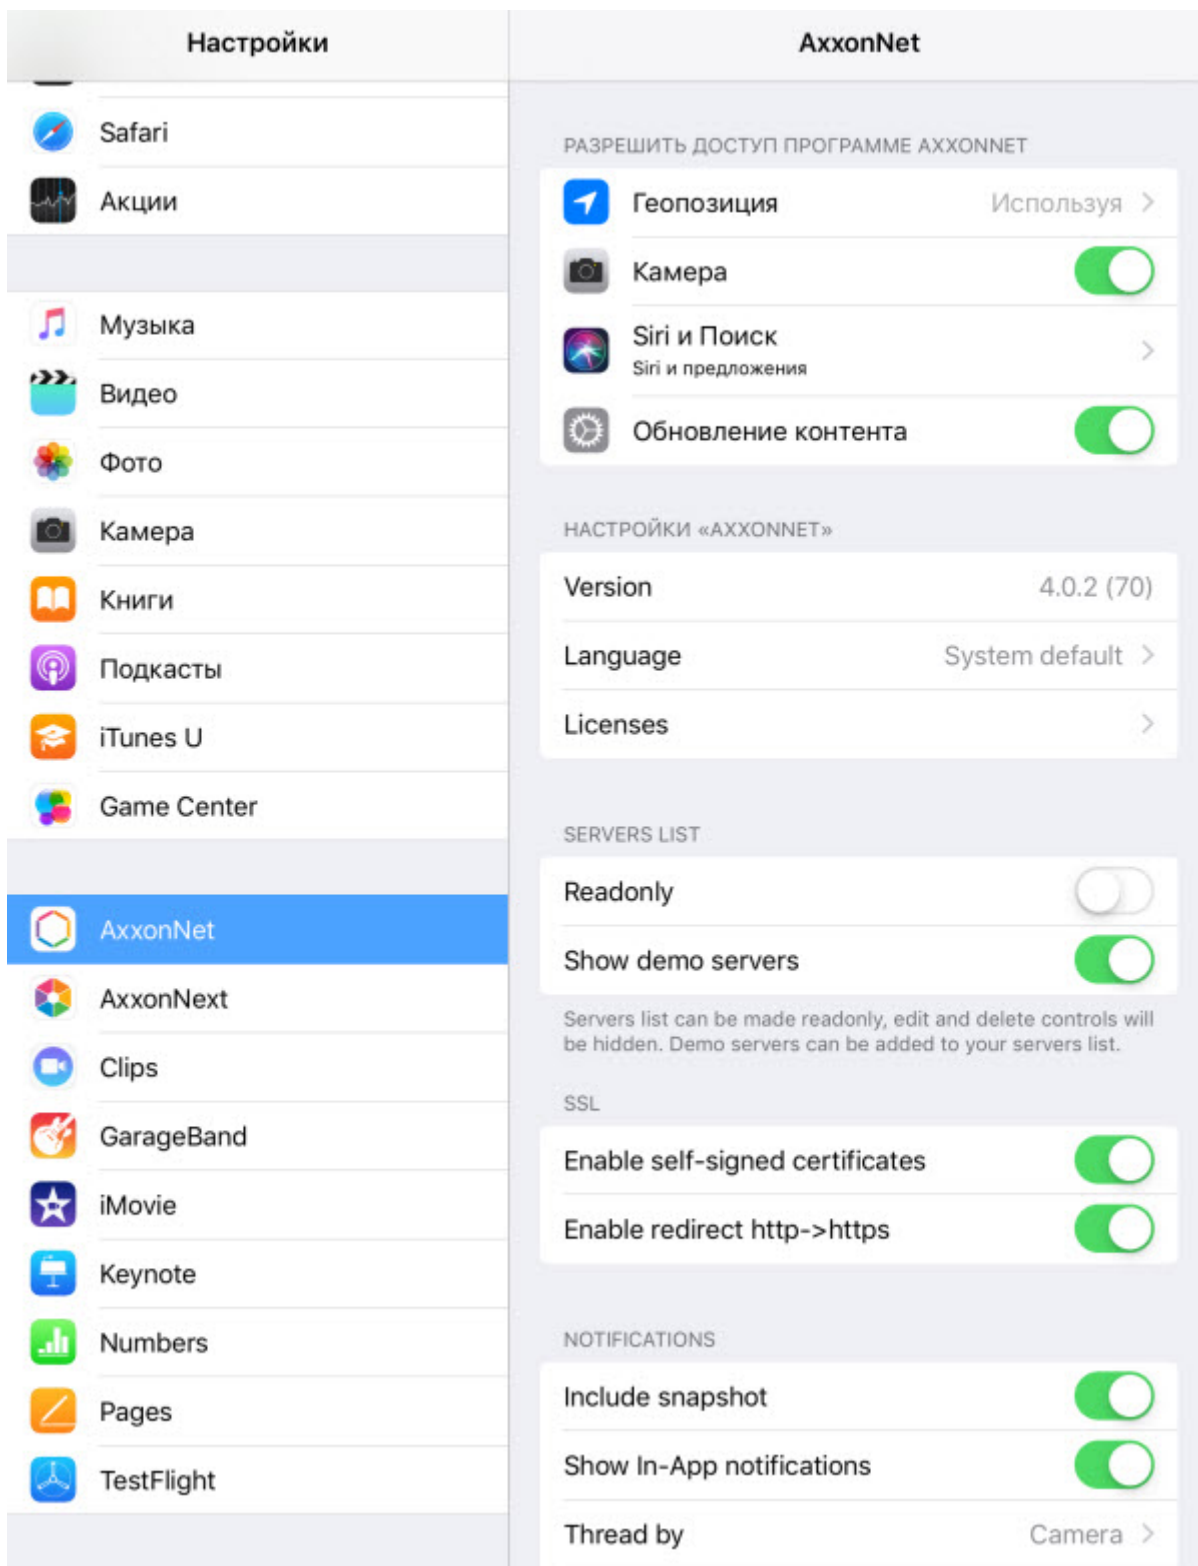 Настройки
Safari
Акции
Музыка
Видео
Фото
Камера
Книги
Подкасты
iTunes U
Game Center
AxxonNet
AxxonNext
Clips
GarageBand
iMovie
Keynote
Numbers
Pages
TestFlight
AxxonNet
РАЗРЕШИТЬ ДОСТУП ПРОГРАММЕ AXXONNET
Геопозиция Используя
Камера
Siri и Поиск
Siri и предложения
Обновление контента
НАСТРОЙКИ «AXXONNET»
Version 4.0.2 (70)
Language System default
Licenses
SERVERS LIST
Readonly
Show demo servers
Servers list can be made readonly, edit and delete controls will
be hidden. Demo servers can be added to your servers list.
SSL
Enable self-signed certificates
Enable redirect http->https
NOTIFICATIONS
Include snapshot
Show In-App notifications
Thread by Camera